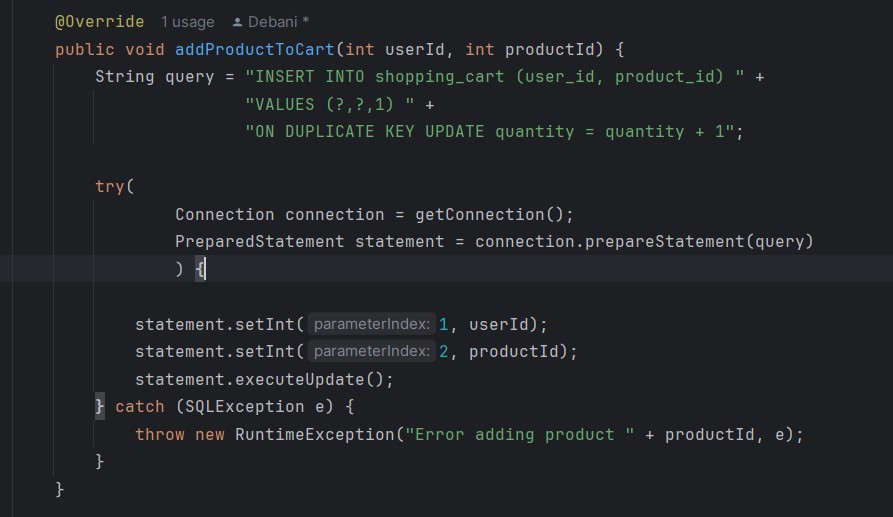 @Override 1 usage Debani *
public void addProductToCart(int userId, int productId) {
String query = "INSERT INTO shopping_cart (user_id, product_id) " +
"VALUES (?,?,1) " +
"ON DUPLICATE KEY UPDATE quantity = quantity + 1";
try(
Connection connection = getConnection();
PreparedStatement statement = connection.prepareStatement(query)
) {
statement.setInt( parameterIndex: 1, userId);
statement.setInt( parameterIndex: 2, productId);
statement.executeUpdate();
} catch (SQLException e) {
throw new RuntimeException("Error adding product " + productId, e);
}
}